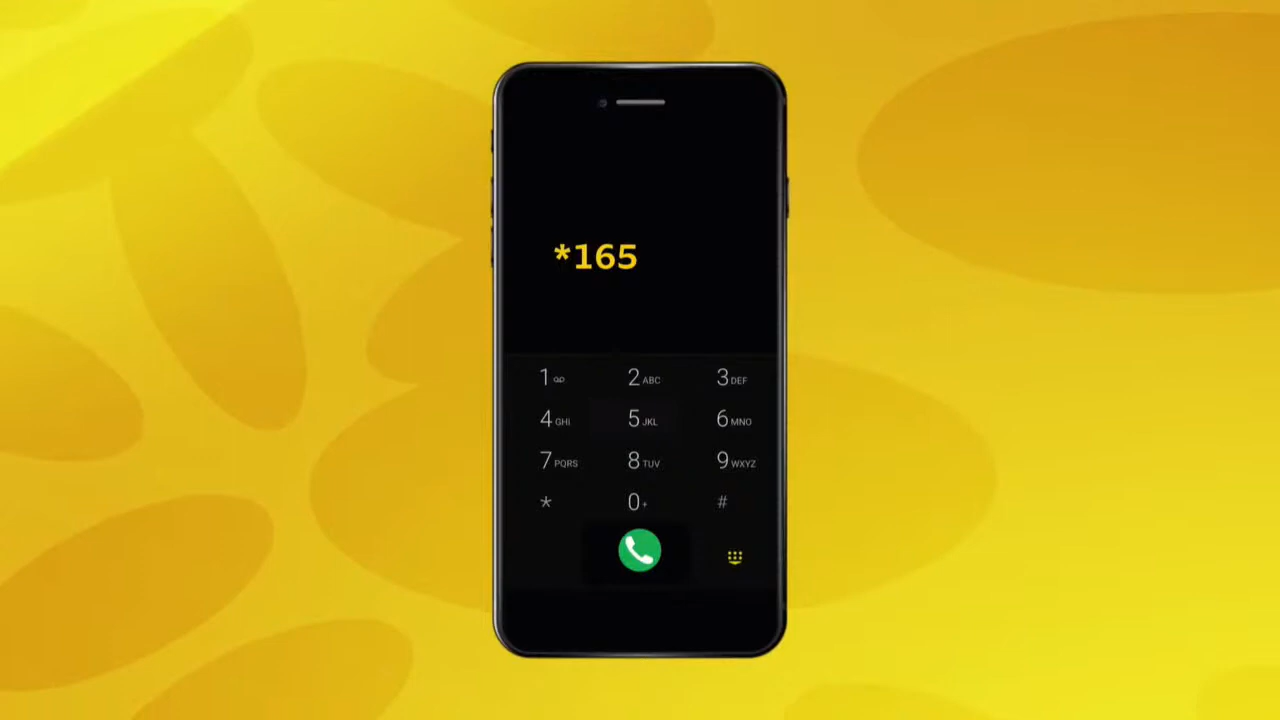 *165
1
2 ABC
3 DEF
4 GHI
5 JKL
6 MNO
7 PQRS
8 TUV
9 WXYZ
*
0 +
#